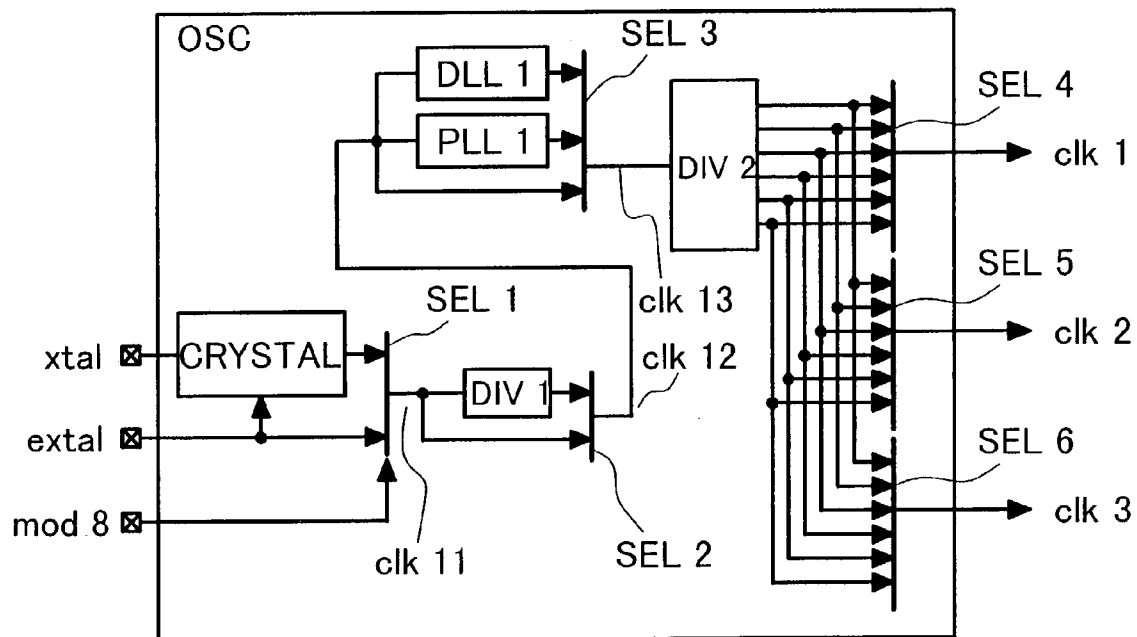 OSC
SEL 3
DLL 1
SEL 4
PLL 1
clk 1
DIV 2
SEL 5
SEL 1
clk 13
xtal
CRYSTAL
clk 12
clk 2
DIV 1
extal
SEL 6
mod 8
clk 3
clk 11
SEL 2